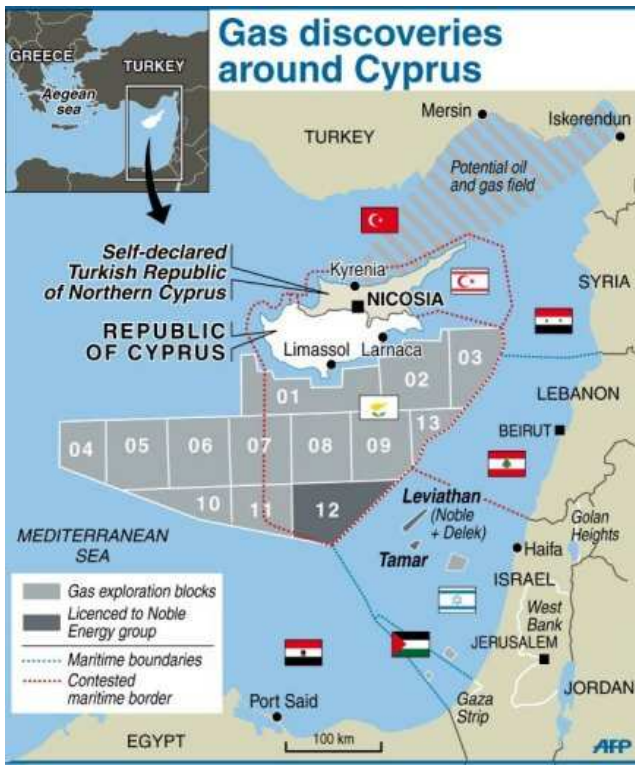 Gas discoveries
around Cyprus
GREECE
TURKEY
Aegean
sea
Mersin
Iskerendun
TURKEY
Potential oil
and gas field
Self-declared
Turkish Republic
of Northern Cyprus
Kyrenia
NICOSIA
SYRIA
REPUBLIC
OF CYPRUS
Limassol
Larnaca
03
02
01
LEBANON
13
BEIRUT
04
05
06
07
08
09
10
11
12
Leviathan
(Noble
+ Delek)
Golan
Heights
MEDITERRANEAN
SEA
Tamar
Haifa
Gas exploration blocks
Licenced to Noble
Energy group
Maritime boundaries
Contested
maritime border
ISRAEL
West
Bank
JERUSALEM
Gaza
Strip
JORDAN
Port Said
EGYPT
100 km
AFP